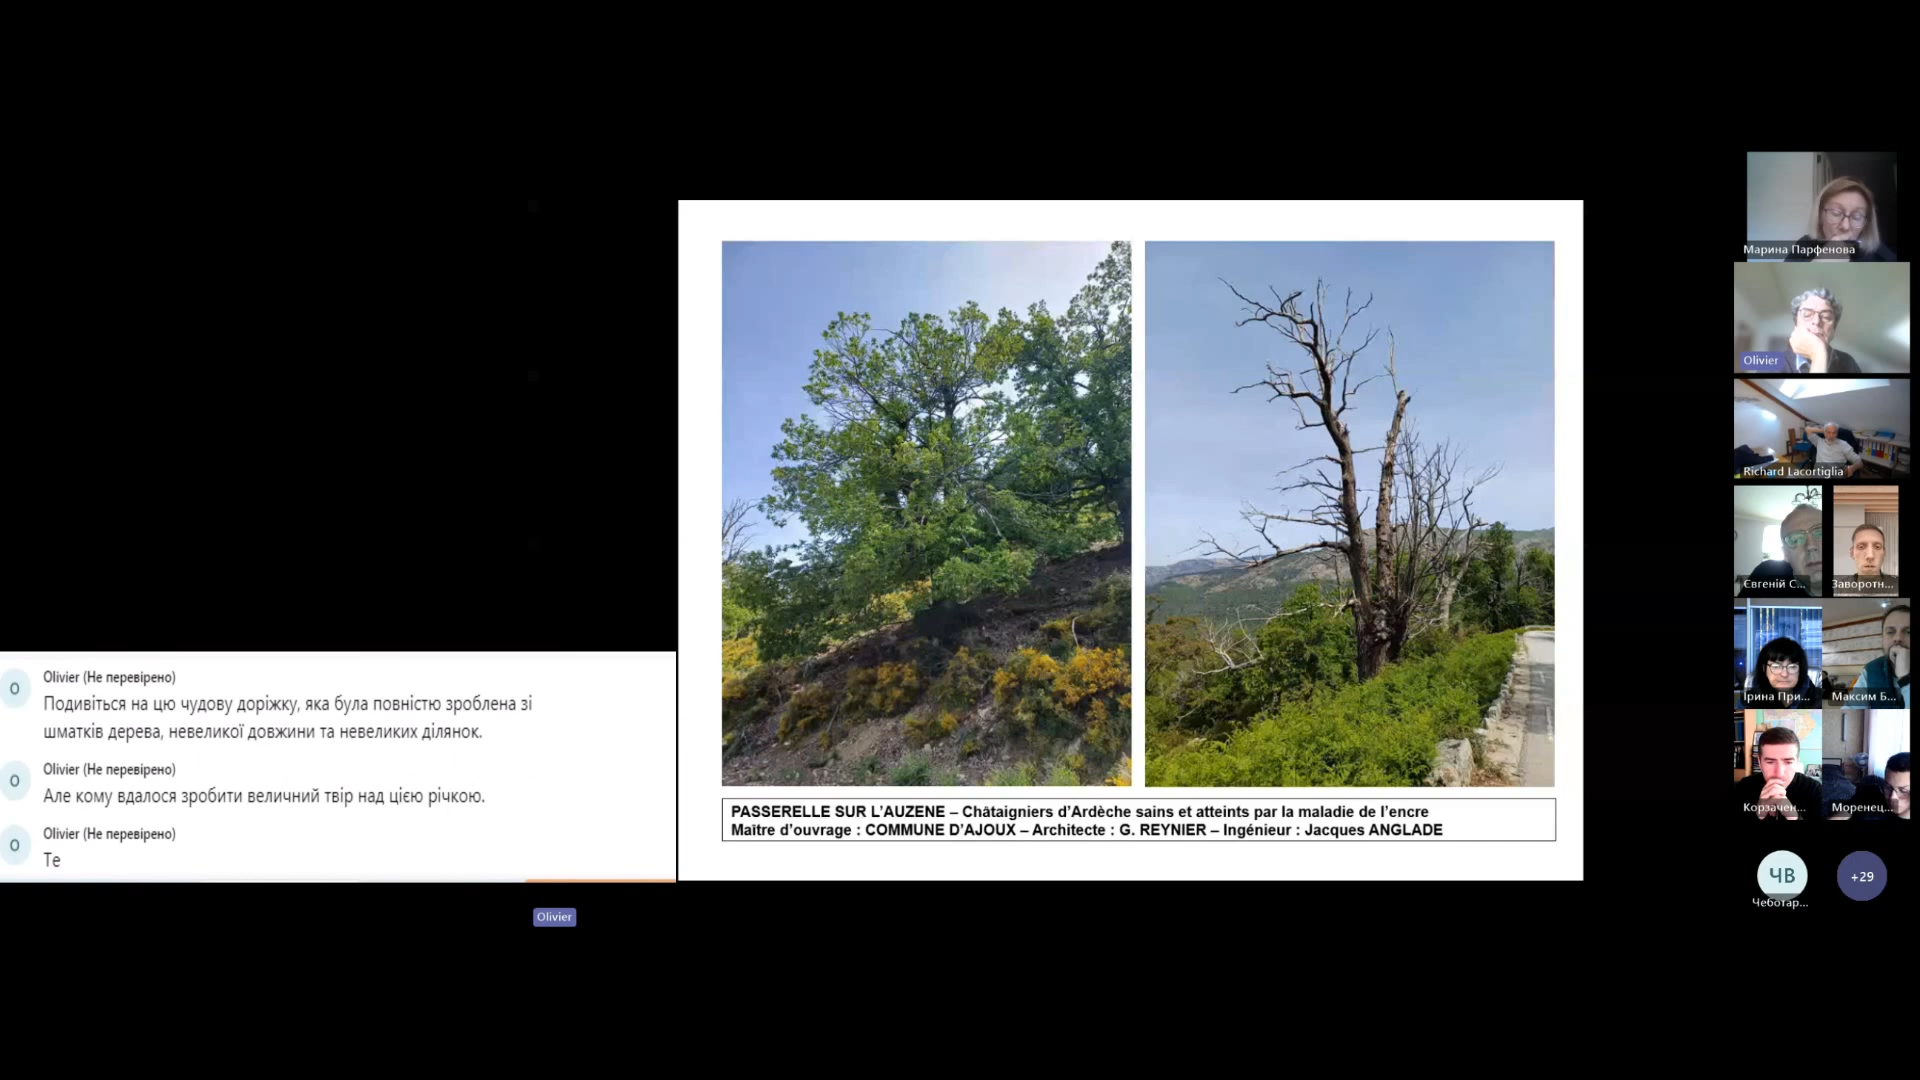 Olivier (Не перевірено)
Подивіться на цю чудову доріжку, яка була повністю зроблена зі
шматків дерева, невеликої довжини та невеликих ділянок.
Olivier (Не перевірено)
Але кому вдалося зробити величний твір над цією річкою.
Olivier (Не перевірено)
Те
O
O
O
Olivier
PASSERELLE SUR L'AUZENE – Châtaigniers d'Ardèche sains et atteints par la maladie de l'encre
Maître d'ouvrage : COMMUNE D'AJOUX – Architecte : G. REYNIER – Ingénieur : Jacques ANGLADE
Марина Парфенова
Olivier
Richard Lacortiglia
Євгеній С...
Заворотн...
Ірина При...
Максим Б...
Корзачен...
Моренец...
ЧВ
Чеботар...
+29